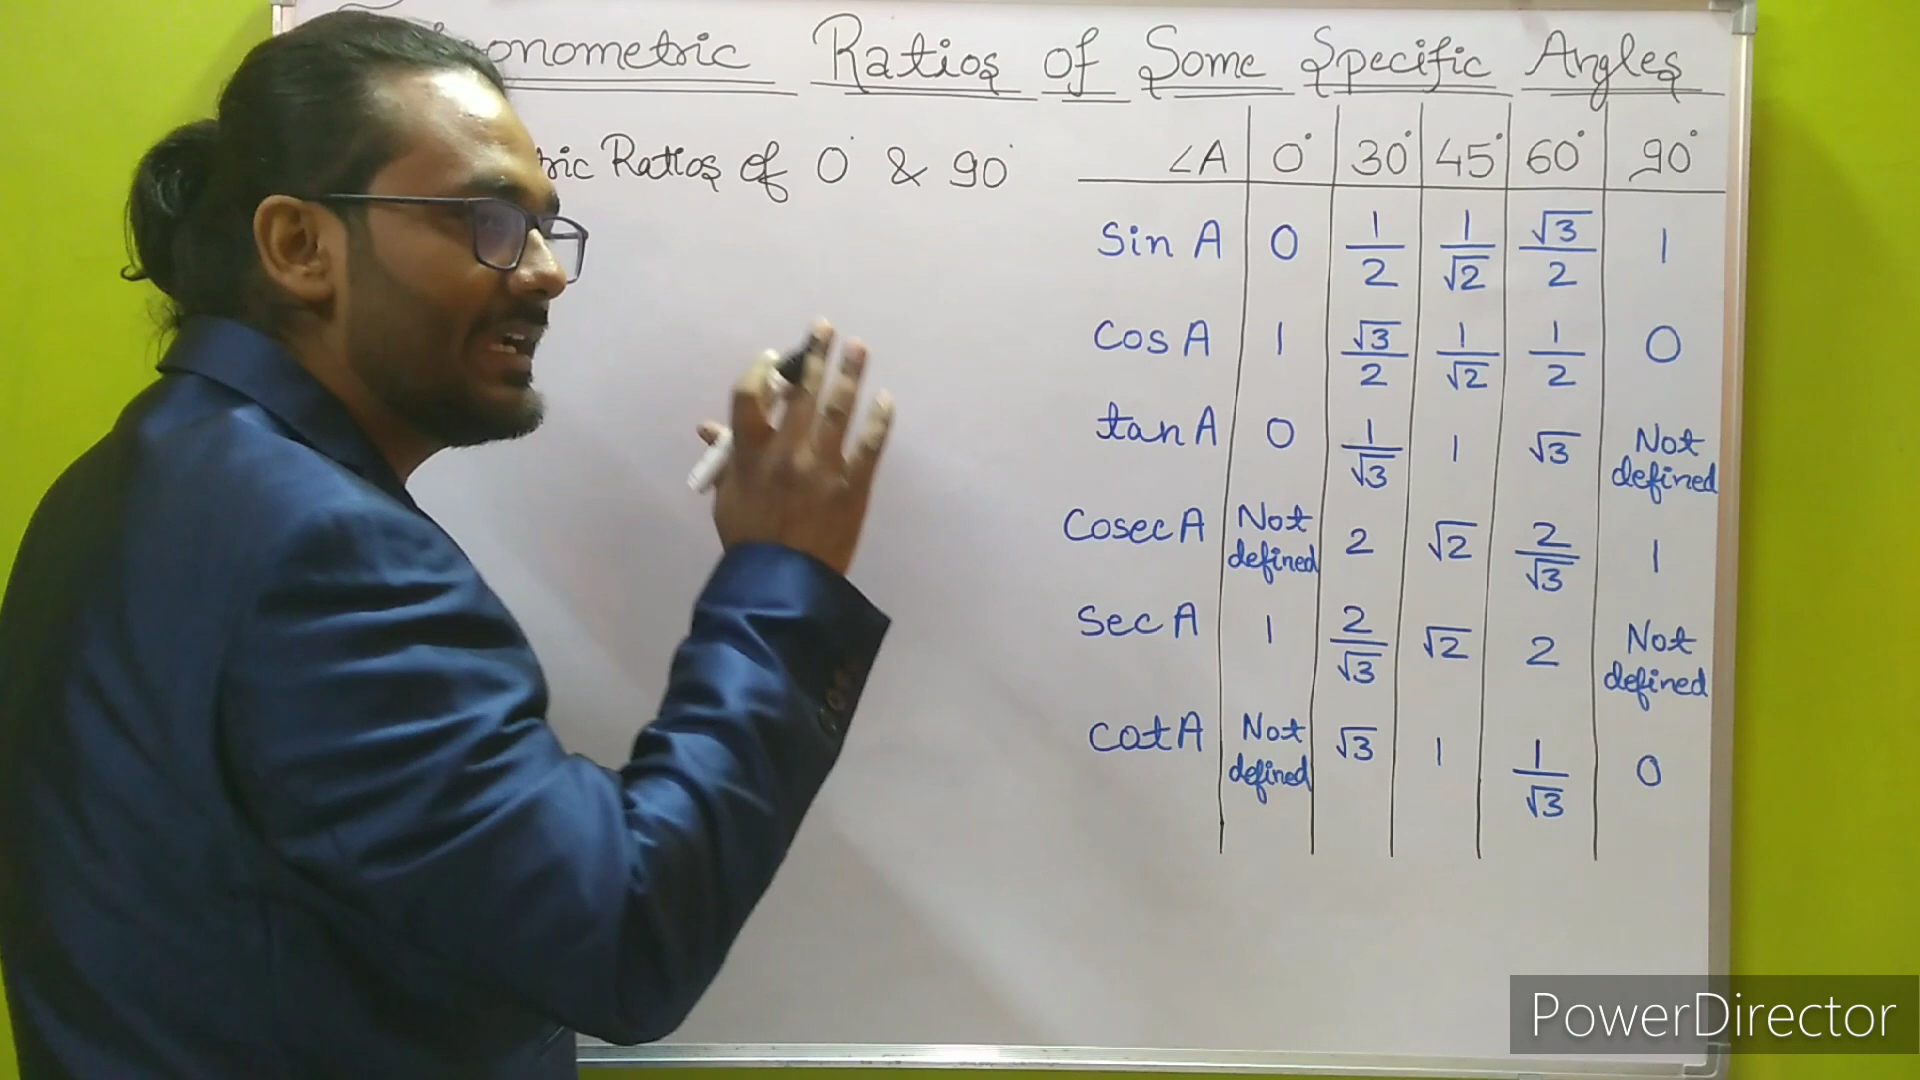 Ratios of Some Specific Angles
Ratios of 0° & 90°
∠A 0° 30° 45° 60° 90°
Sin A 0 1/2 1/√2 √3/2 1
Cos A 1 √3/2 1/√2 1/2 0
tan A 0 1/√3 1 √3 Not defined
Cosec A Not defined 2 √2 2/√3 1
Sec A 1 2/√3 √2 2 Not defined
Cot A Not defined √3 1 1/√3 0
PowerDirector